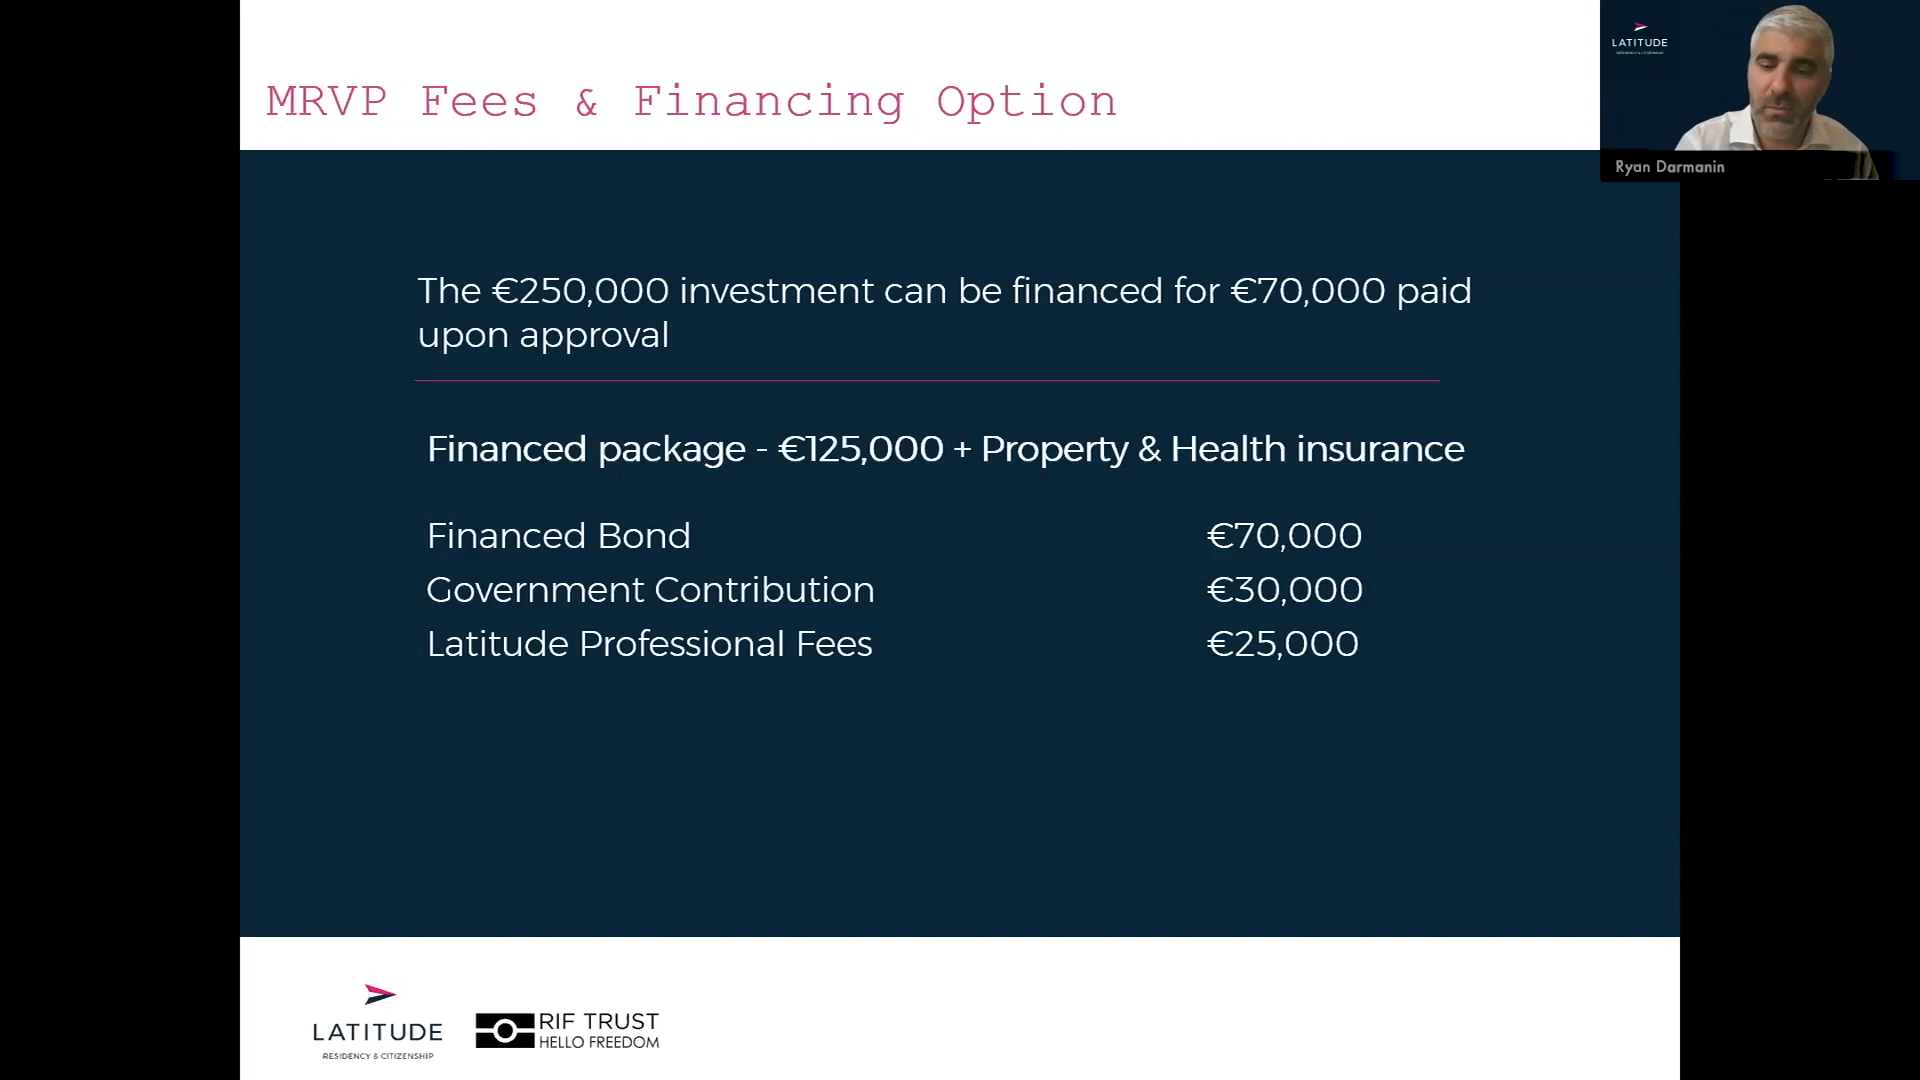 MRVP Fees & Financing Option
LATITUDE
Ryan Darmanin
The €250,000 investment can be financed for €70,000 paid
upon approval
Financed package - €125,000 + Property & Health insurance
Financed Bond €70,000
Government Contribution €30,000
Latitude Professional Fees €25,000
LATITUDE
RESIDENCY & CITIZENSHIP
RIF TRUST
HELLO FREEDOM